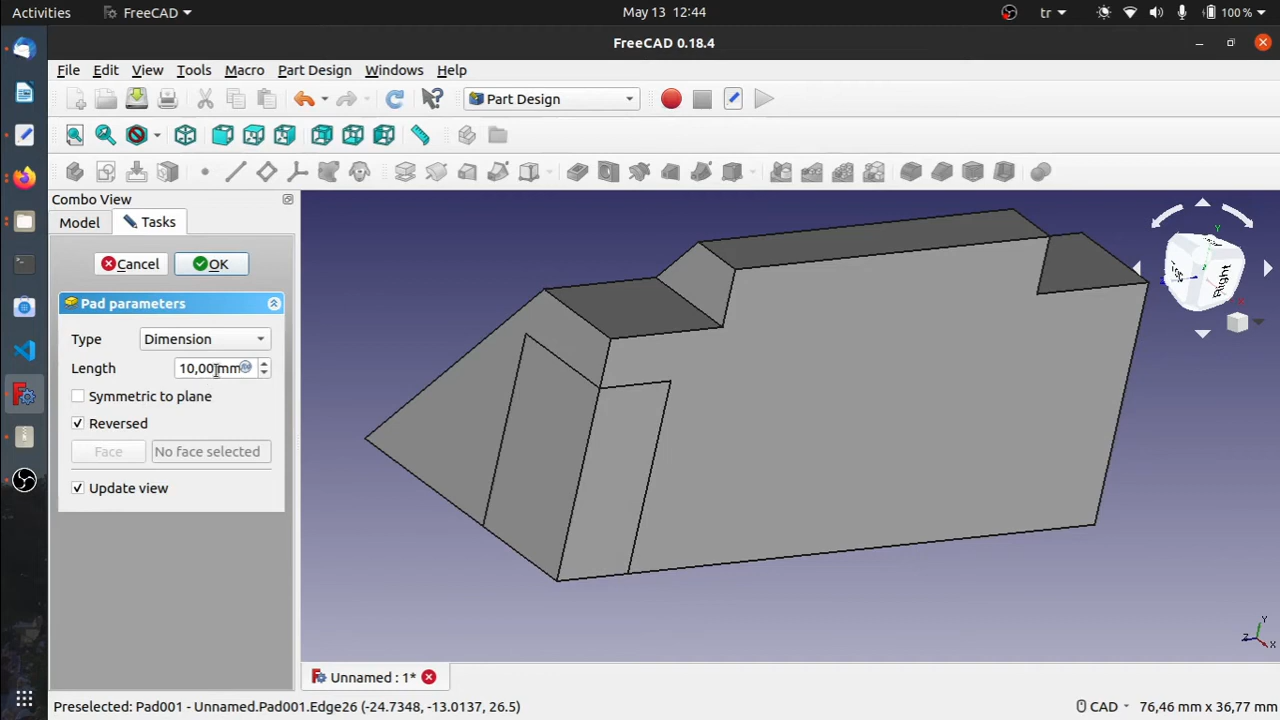 Activities FreeCAD May 13 12:44 tr 100 %
FreeCAD 0.18.4
File Edit View Tools Macro Part Design Windows Help
Part Design
Combo View
Model Tasks
Cancel OK
Pad parameters
Type Dimension
Length 10,00 mm
Symmetric to plane
Reversed
Face No face selected
Update view
Right
Y
Z
X
Unnamed : 1*
Preselected: Pad001 - Unnamed.Pad001.Edge26 (-24.7348, -13.0137, 26.5) CAD 76,46 mm x 36,77 mm